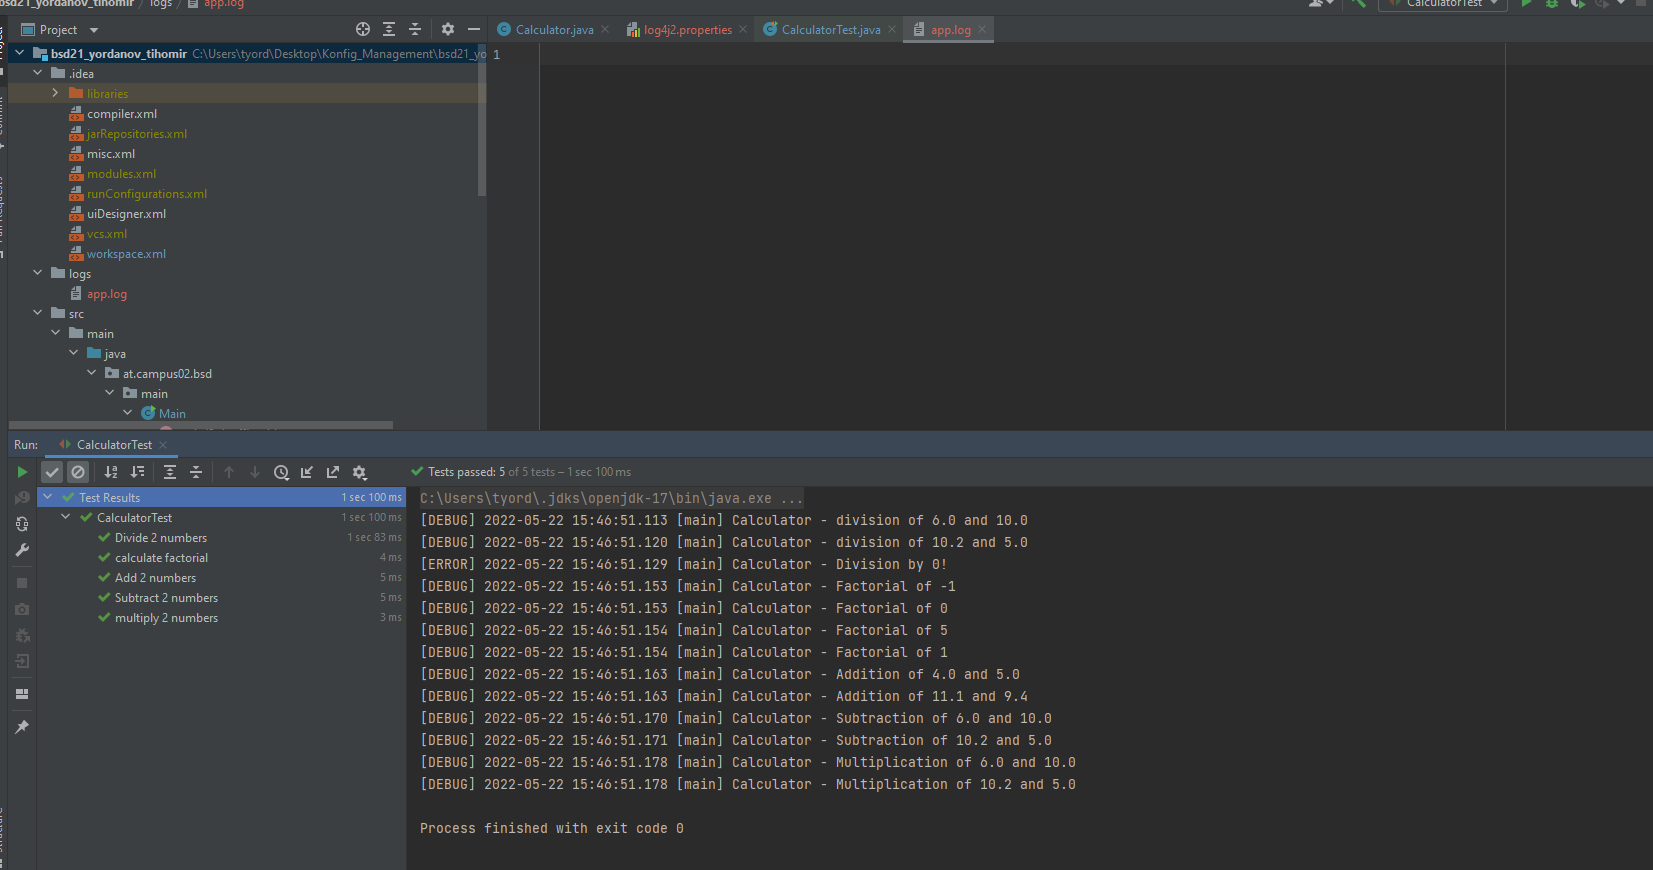 bsd21_yordanov_tihomir logs app.log
CalculatorTest
Project
Calculator.java log4j2.properties CalculatorTest.java app.log
bsd21_yordanov_tihomir C:\Users\tyord\Desktop\Konfig_Management\bsd21_yo
1
.idea
libraries
compiler.xml
jarRepositories.xml
misc.xml
modules.xml
runConfigurations.xml
uiDesigner.xml
vcs.xml
workspace.xml
logs
app.log
src
main
java
at.campus02.bsd
main
Main
Run: CalculatorTest
Tests passed: 5 of 5 tests – 1 sec 100 ms
Test Results 1 sec 100 ms
CalculatorTest 1 sec 100 ms
Divide 2 numbers 1 sec 83 ms
calculate factorial 4 ms
Add 2 numbers 5 ms
Subtract 2 numbers 5 ms
multiply 2 numbers 3 ms
C:\Users\tyord\.jdks\openjdk-17\bin\java.exe ...
[DEBUG] 2022-05-22 15:46:51.113 [main] Calculator - division of 6.0 and 10.0
[DEBUG] 2022-05-22 15:46:51.120 [main] Calculator - division of 10.2 and 5.0
[ERROR] 2022-05-22 15:46:51.129 [main] Calculator - Division by 0!
[DEBUG] 2022-05-22 15:46:51.153 [main] Calculator - Factorial of -1
[DEBUG] 2022-05-22 15:46:51.153 [main] Calculator - Factorial of 0
[DEBUG] 2022-05-22 15:46:51.154 [main] Calculator - Factorial of 5
[DEBUG] 2022-05-22 15:46:51.154 [main] Calculator - Factorial of 1
[DEBUG] 2022-05-22 15:46:51.163 [main] Calculator - Addition of 4.0 and 5.0
[DEBUG] 2022-05-22 15:46:51.163 [main] Calculator - Addition of 11.1 and 9.4
[DEBUG] 2022-05-22 15:46:51.170 [main] Calculator - Subtraction of 6.0 and 10.0
[DEBUG] 2022-05-22 15:46:51.171 [main] Calculator - Subtraction of 10.2 and 5.0
[DEBUG] 2022-05-22 15:46:51.178 [main] Calculator - Multiplication of 6.0 and 10.0
[DEBUG] 2022-05-22 15:46:51.178 [main] Calculator - Multiplication of 10.2 and 5.0
Process finished with exit code 0